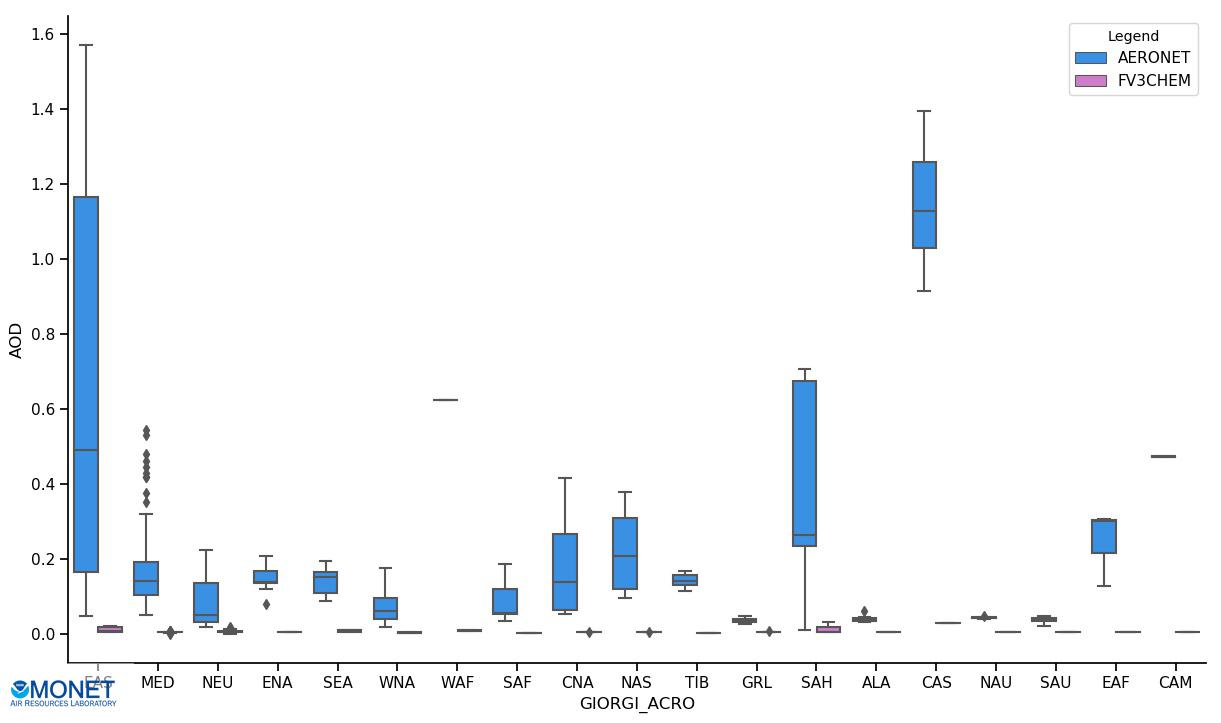 Legend
AERONET
FV3CHEM
1.6
1.4
1.2
1.0
0.8
0.6
0.4
0.2
0.0
AOD
EAS MED NEU ENA SEA WNA WAF SAF CNA NAS TIB GRL SAH ALA CAS NAU SAU EAF CAM
GIORGI_ACRO
MONET
AIR RESOURCES LABORATORY